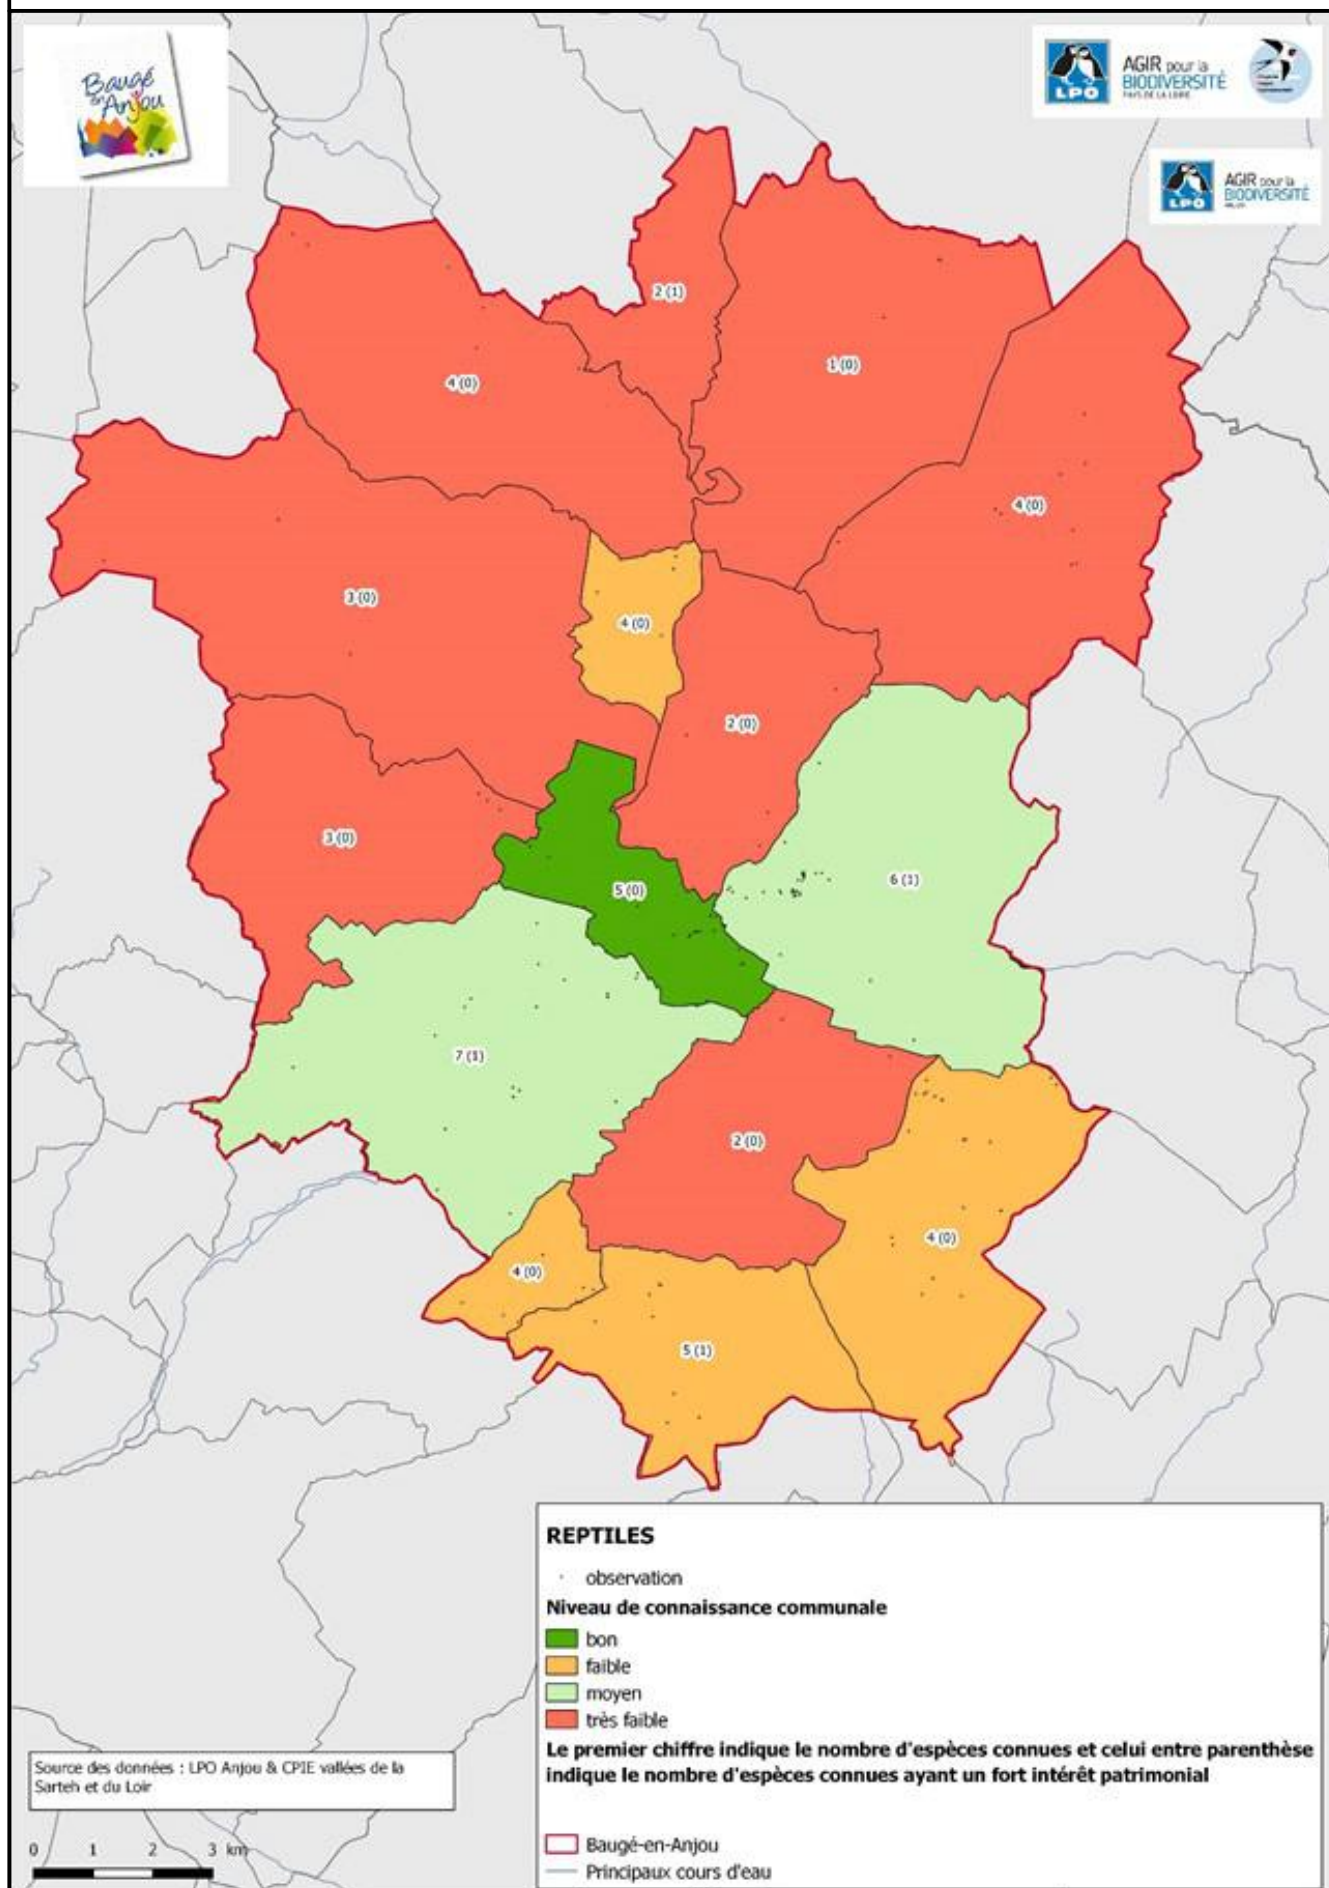 Baugé
en Anjou
LPO
AGIR pour la
BIODIVERSITÉ
PAYS DE LA LOIRE
LPO
AGIR pour la
BIODIVERSITÉ
2 (1)
1 (0)
4 (0)
4 (0)
3 (0)
4 (0)
2 (0)
3 (0)
5 (0)
6 (1)
7 (1)
2 (0)
4 (0)
4 (0)
5 (1)
REPTILES
observation
Niveau de connaissance communale
bon
faible
moyen
très faible
Le premier chiffre indique le nombre d'espèces connues et celui entre parenthèse
indique le nombre d'espèces connues ayant un fort intérêt patrimonial
Baugé-en-Anjou
Principaux cours d'eau
Source des données : LPO Anjou & CPIE vallées de la
Sarteh et du Loir
0 1 2 3 km